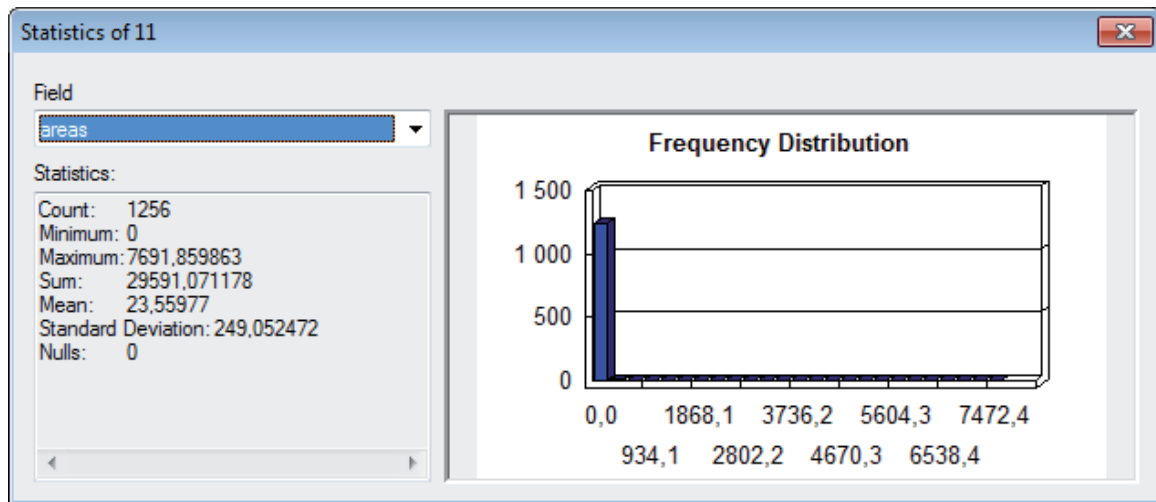 Statistics of 11
Field
areas
Statistics:
Count: 1256
Minimum: 0
Maximum: 7691,859863
Sum: 29591,071178
Mean: 23,55977
Standard Deviation: 249,052472
Nulls: 0
Frequency Distribution
1 500
1 000
500
0
0,0 1868,1 3736,2 5604,3 7472,4
934,1 2802,2 4670,3 6538,4